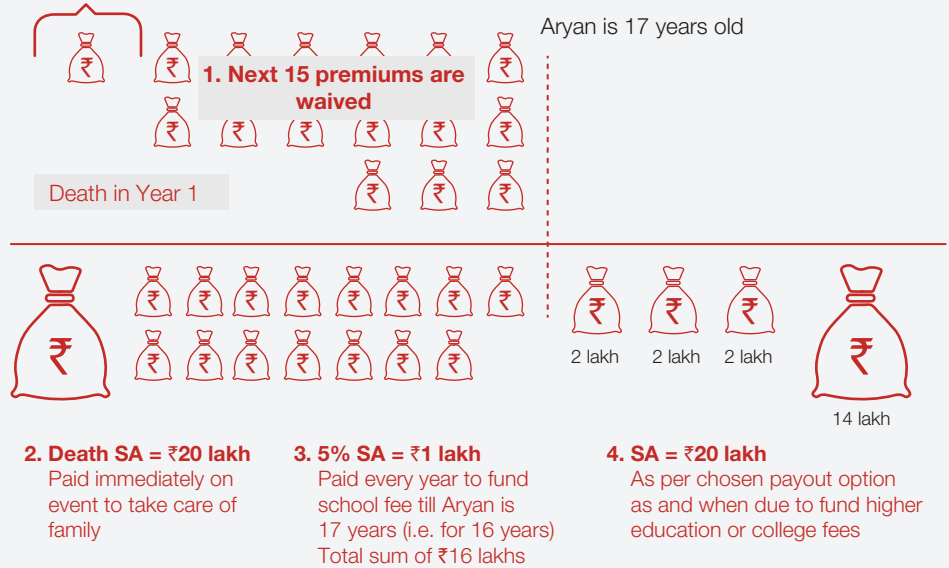 Aryan is 17 years old
₹ ₹ ₹
1. Next 15 premiums are
waived
₹ ₹ ₹ ₹ ₹ ₹
Death in Year 1
₹ ₹ ₹
₹ ₹ ₹ ₹ ₹ ₹ ₹ ₹ ₹ ₹ ₹ ₹ ₹
₹ ₹ ₹ ₹ ₹ ₹ ₹
2 lakh 2 lakh 2 lakh
14 lakh
2. Death SA = ₹20 lakh
Paid immediately on
event to take care of
family
3. 5% SA = ₹1 lakh
Paid every year to fund
school fee till Aryan is
17 years (i.e. for 16 years)
Total sum of ₹16 lakhs
4. SA = ₹20 lakh
As per chosen payout option
as and when due to fund higher
education or college fees